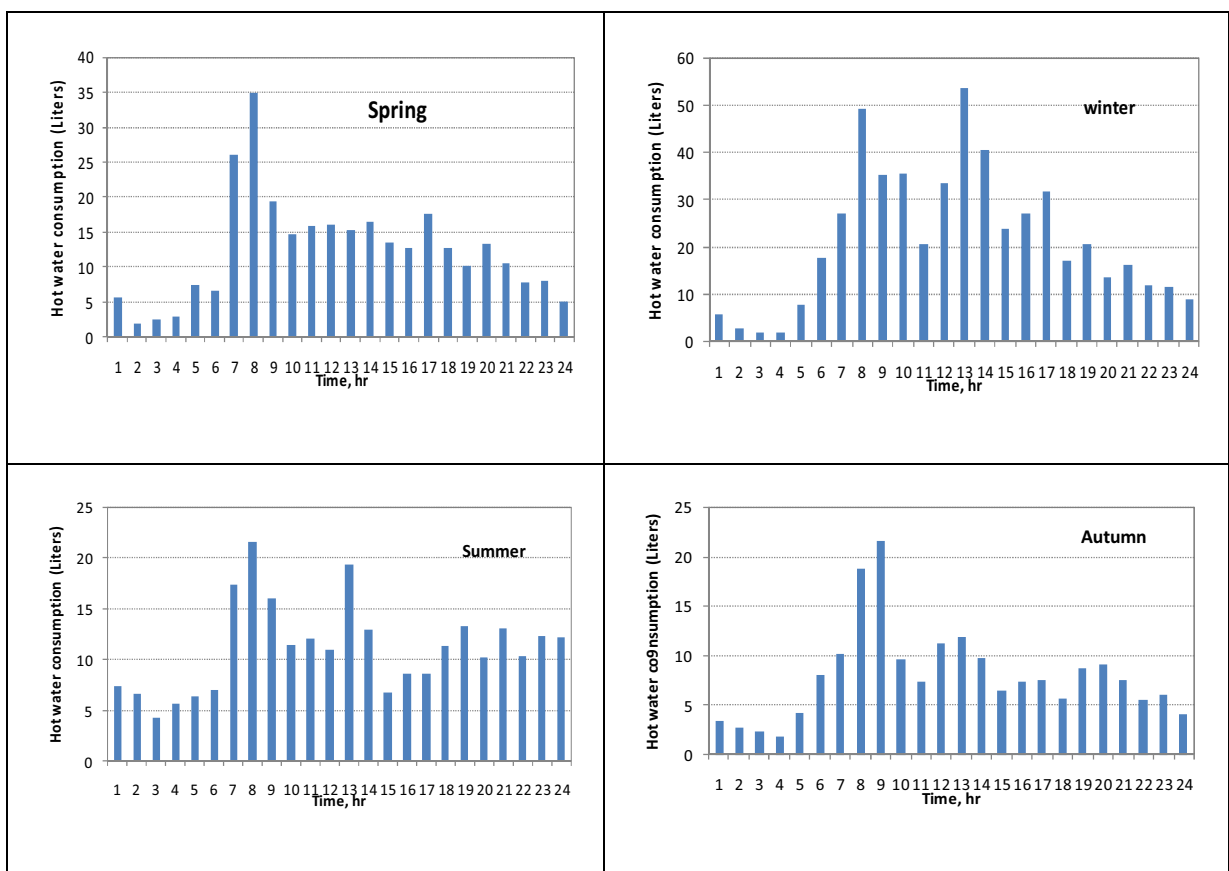 Hot water consumption (Liters)
40
35
30
25
20
15
10
5
0
Spring
1 2 3 4 5 6 7 8 9 10 11 12 13 14 15 16 17 18 19 20 21 22 23 24
Time, hr
Hot water consumption (Liters)
60
50
40
30
20
10
0
winter
1 2 3 4 5 6 7 8 9 10 11 12 13 14 15 16 17 18 19 20 21 22 23 24
Time, hr
Hot water consumption (Liters)
25
20
15
10
5
0
Summer
1 2 3 4 5 6 7 8 9 10 11 12 13 14 15 16 17 18 19 20 21 22 23 24
Time, hr
Hot water co9nsumption (Liters)
25
20
15
10
5
0
Autumn
1 2 3 4 5 6 7 8 9 10 11 12 13 14 15 16 17 18 19 20 21 22 23 24
Time, hr